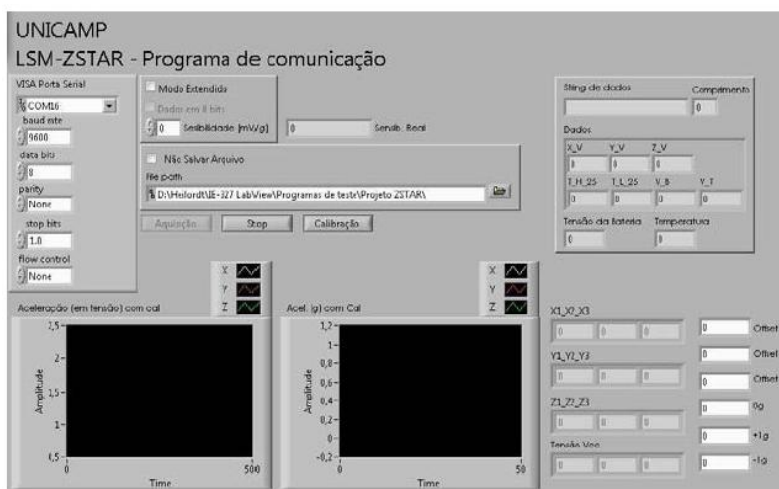 UNICAMP
LSM-ZSTAR - Programa de comunicação
VISA Porta Serial
COM16
baud rate
9600
data bits
8
parity
None
stop bits
1.0
flow control
None
Modo Extendido
Dados em 8 bits
0 Sesibilidade (mV/g) 0 Sensib. Real
Não Salvar Arquivo
file path
D:\Heifordt\IE-327 LabView\Programas de teste\Projeto ZSTAR\
Aquisição Stop Calibração
Sting de dados Comprimento
0
Dados
X_V Y_V Z_V
0 0 0
T_H_25 T_L_25 V_B V_T
0 0 0 0
Tensão da Bateria Temperatura
0 0
X
Y
Z
Aceleração (em tensão) com cal
2,5
2
1,5
1
0,5
Amplitude
0 500
Time
X
Y
Z
Acel. (g) com Cal
1,2
1
0,8
0,6
0,4
0,2
0
-0,2
Amplitude
0 50
Time
X1_X2_X3
0 0 0
Y1_Y2_Y3
0 0 0
Z1_Z2_Z3
0 0 0
Tensão Vcc
0 0 0
0 Offset
0 Offset
0 Offset
0 0g
0 +1g
0 -1g